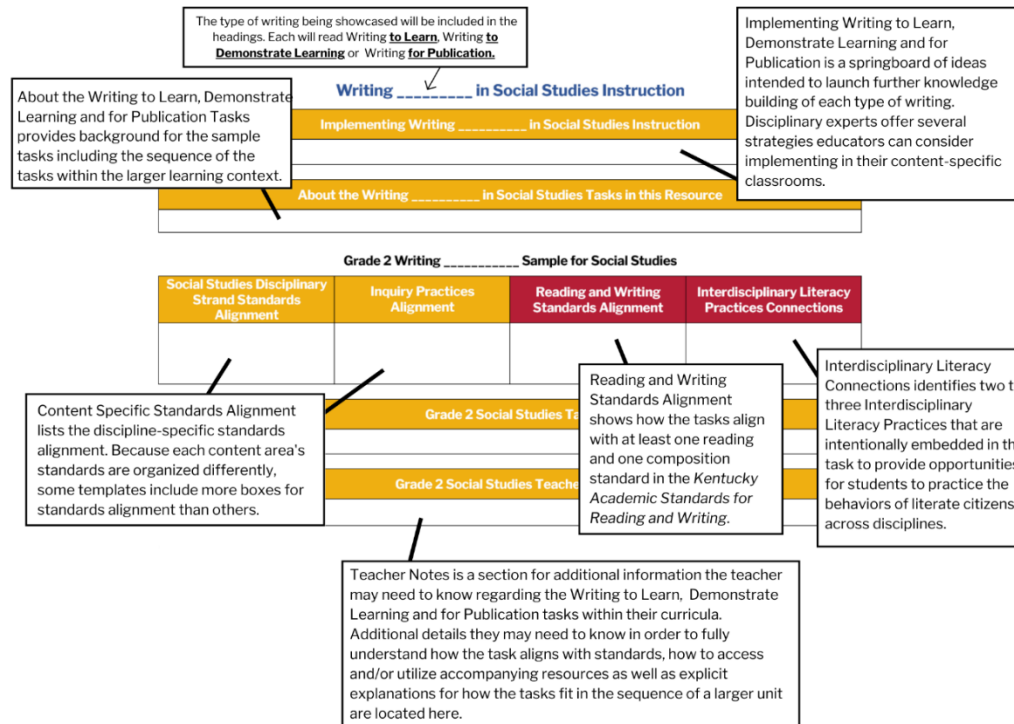 The type of writing being showcased will be included in the
headings. Each will read Writing to Learn, Writing to
Demonstrate Learning or Writing for Publication.
Implementing Writing to Learn,
Demonstrate Learning and for
Publication is a springboard of ideas
intended to launch further knowledge
building of each type of writing.
Disciplinary experts offer several
strategies educators can consider
implementing in their content-specific
classrooms.
About the Writing to Learn, Demonstrate
Learning and for Publication Tasks
provides background for the sample
tasks including the sequence of the
tasks within the larger learning context.
Writing _________ in Social Studies Instruction
Implementing Writing __________ in Social Studies Instruction
About the Writing __________ in Social Studies Tasks in this Resource
Grade 2 Writing ___________ Sample for Social Studies
Social Studies Disciplinary
Strand Standards
Alignment
Inquiry Practices
Alignment
Reading and Writing
Standards Alignment
Interdisciplinary Literacy
Practices Connections
Content Specific Standards Alignment
lists the discipline-specific standards
alignment. Because each content area's
standards are organized differently,
some templates include more boxes for
standards alignment than others.
Reading and Writing
Standards Alignment
shows how the tasks align
with at least one reading
and one composition
standard in the Kentucky
Academic Standards for
Reading and Writing.
Interdisciplinary Literacy
Connections identifies two
three Interdisciplinary
Literacy Practices that are
intentionally embedded in
task to provide opportunities
for students to practice the
behaviors of literate citizens
across disciplines.
Grade 2 Social Studies
Grade 2 Social Studies
Teacher Notes is a section for additional information the teacher
may need to know regarding the Writing to Learn, Demonstrate
Learning and for Publication tasks within their curricula.
Additional details they may need to know in order to fully
understand how the task aligns with standards, how to access
and/or utilize accompanying resources as well as explicit
explanations for how the tasks fit in the sequence of a larger unit
are located here.